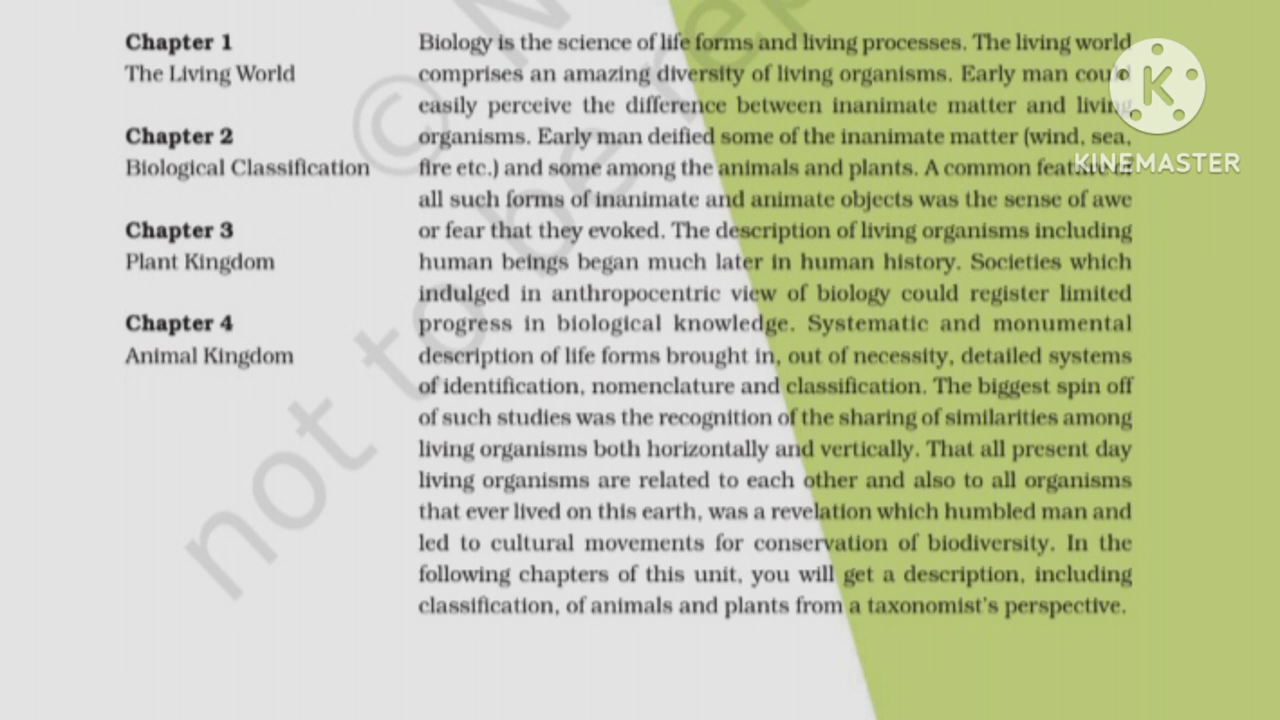 Chapter 1
The Living World
Chapter 2
Biological Classification
Chapter 3
Plant Kingdom
Chapter 4
Animal Kingdom
Biology is the science of life forms and living processes. The living world
comprises an amazing diversity of living organisms. Early man could
easily perceive the difference between inanimate matter and living
organisms. Early man deified some of the inanimate matter (wind, sea,
fire etc.) and some among the animals and plants. A common
all such forms of inanimate and animate objects was the sense of awe
or fear that they evoked. The description of living organisms including
human beings began much later in human history. Societies which
indulged in anthropocentric view of biology could register limited
progress in biological knowledge. Systematic and monumental
description of life forms brought in, out of necessity, detailed systems
of identification, nomenclature and classification. The biggest spin off
of such studies was the recognition of the sharing of similarities among
living organisms both horizontally and vertically. That all present day
living organisms are related to each other and also to all organisms
that ever lived on this earth, was a revelation which humbled man and
led to cultural movements for conservation of biodiversity. In the
following chapters of this unit, you will get a description, including
classification, of animals and plants from a taxonomist's perspective.
K
KINEMASTER
©
not to be